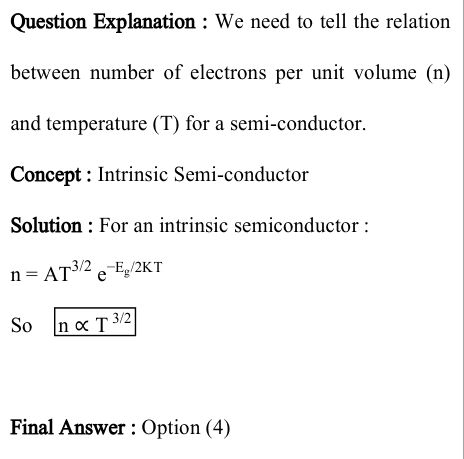 Question Explanation : We need to tell the relation
between number of electrons per unit volume (n)
and temperature (T) for a semi-conductor.
Concept : Intrinsic Semi-conductor
Solution : For an intrinsic semiconductor :
n = AT^{3/2} e^{–E_g/2KT}
So n ∝ T^{3/2}
Final Answer : Option (4)